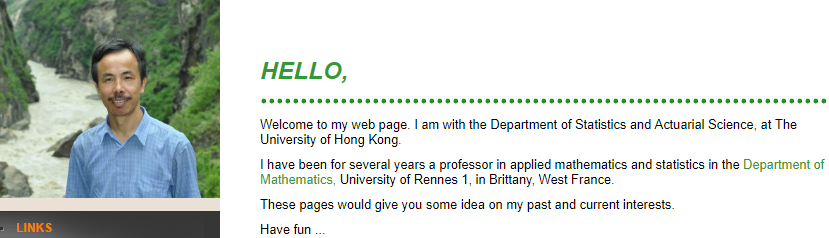 HELLO,
Welcome to my web page. I am with the Department of Statistics and Actuarial Science, at The
University of Hong Kong.
I have been for several years a professor in applied mathematics and statistics in the Department of
Mathematics, University of Rennes 1, in Brittany, West France.
These pages would give you some idea on my past and current interests.
Have fun ...
LINKS